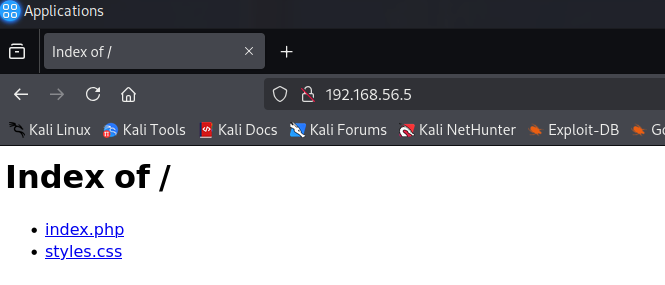 Applications
Index of /
192.168.56.5
Kali Linux Kali Tools Kali Docs Kali Forums Kali NetHunter Exploit-DB
Index of /
index.php
styles.css